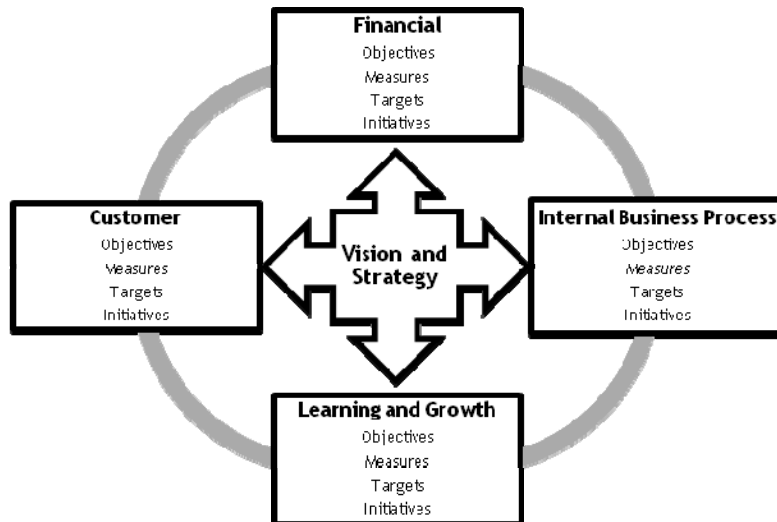 Financial
Objectives
Measures
Targets
Initiatives
Customer
Objectives
Measures
Targets
Initiatives
Vision and
Strategy
Internal Business Process
Objectives
Measures
Targets
Initiatives
Learning and Growth
Objectives
Measures
Targets
Initiatives